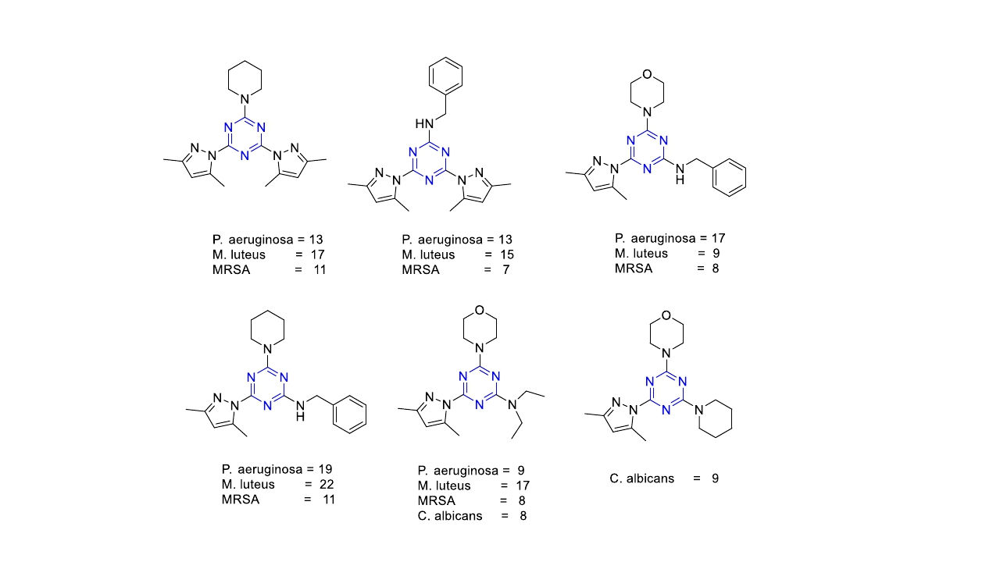 N
N
N
N
N
N
N
N
HN
N
N
N
N
N
N
N
O
N
N
N
N
N
N
N
H
P. aeruginosa = 13
M. luteus = 17
MRSA = 11
P. aeruginosa = 13
M. luteus = 15
MRSA = 7
P. aeruginosa = 17
M. luteus = 9
MRSA = 8
N
N
N
N
N
N
N
H
O
N
N
N
N
N
N
N
O
N
N
N
N
N
N
N
P. aeruginosa = 19
M. luteus = 22
MRSA = 11
P. aeruginosa = 9
M. luteus = 17
MRSA = 8
C. albicans = 8
C. albicans = 9